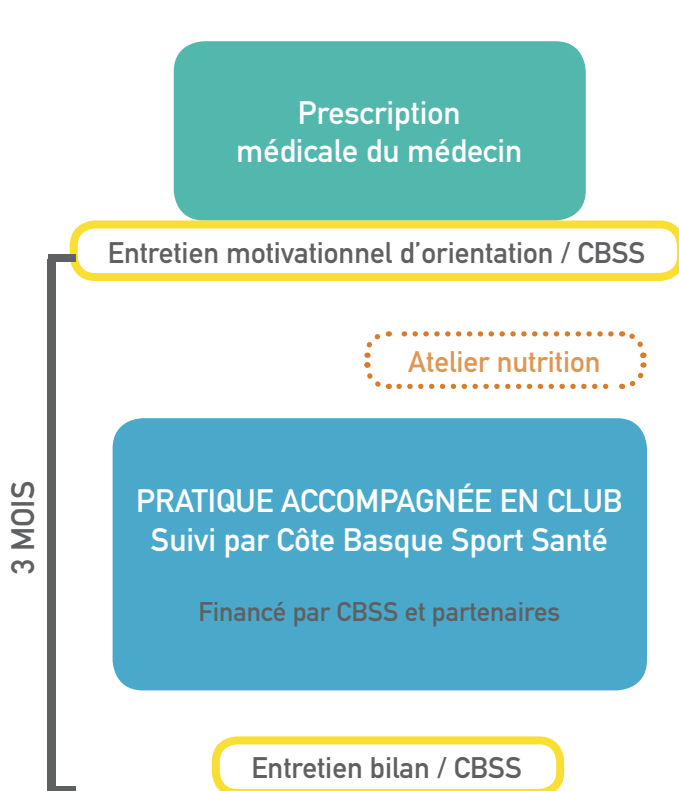 Prescription
médicale du médecin
Entretien motivationnel d'orientation / CBSS
Atelier nutrition
3 MOIS
PRATIQUE ACCOMPAGNÉE EN CLUB
Suivi par Côte Basque Sport Santé
Financé par CBSS et partenaires
Entretien bilan / CBSS